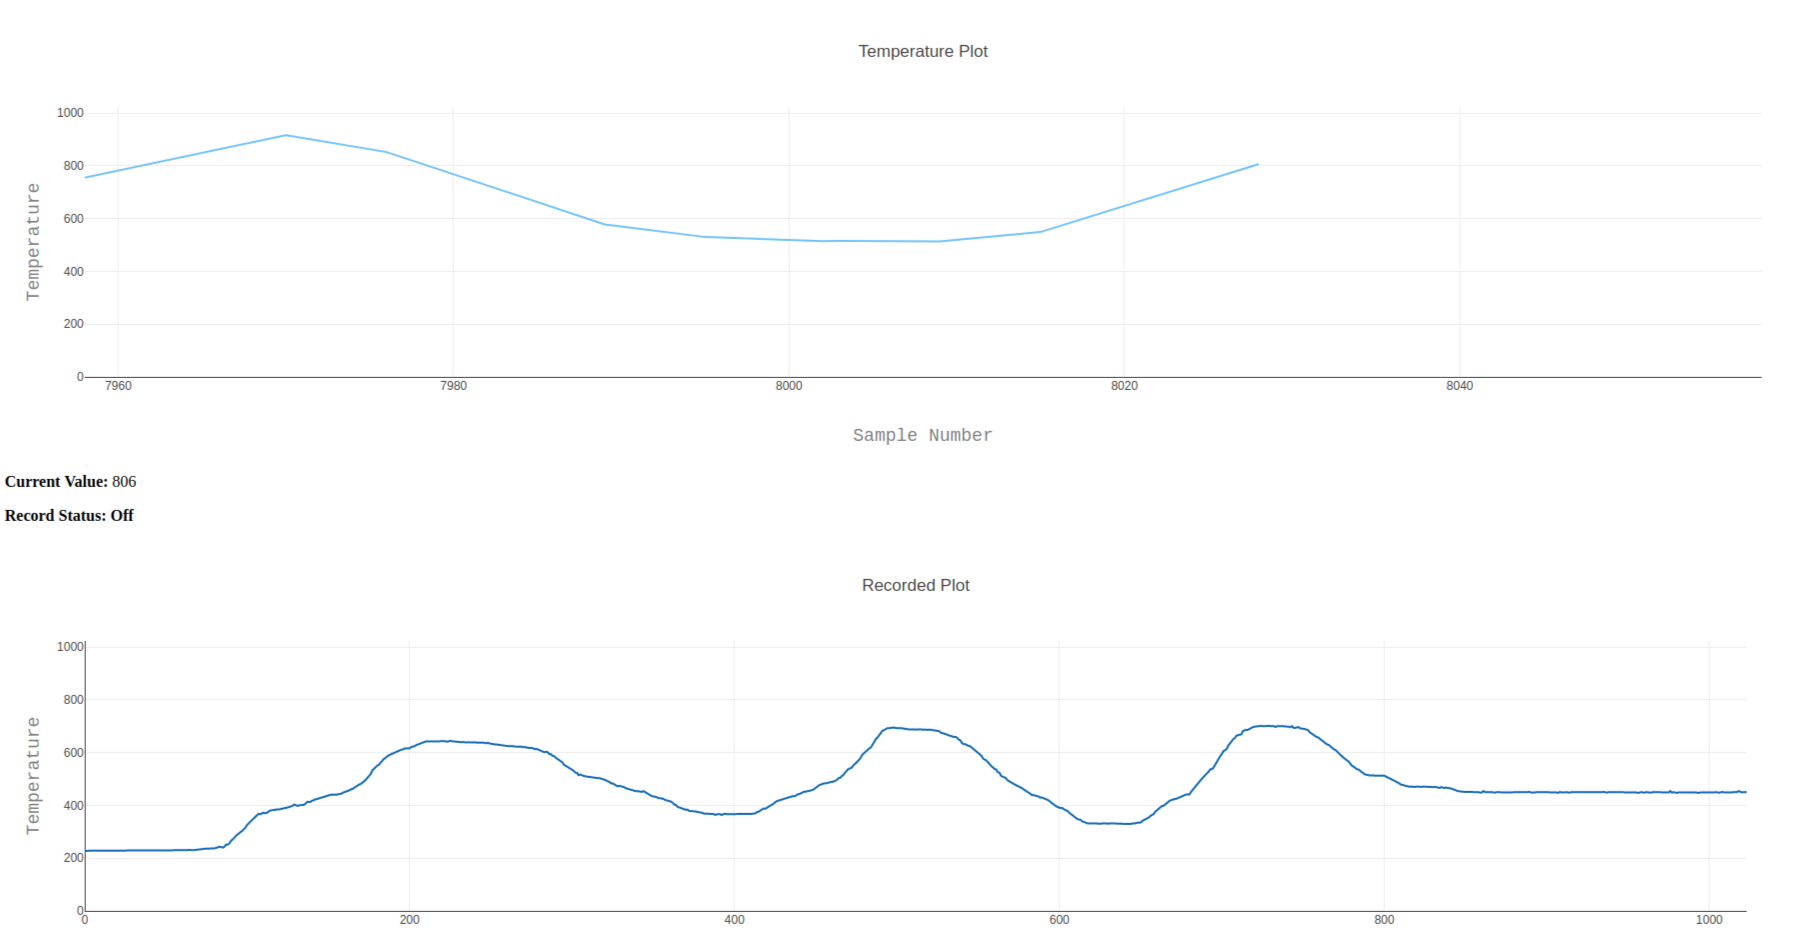 Temperature Plot
1000
800
600
400
200
0
Temperature
7960 7980 8000 8020 8040
Sample Number
Current Value: 806
Record Status: Off
Recorded Plot
1000
800
600
400
200
0
Temperature
0 200 400 600 800 1000